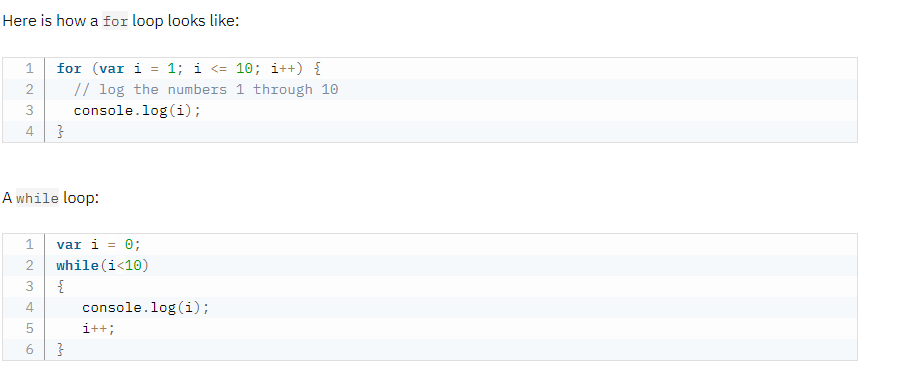 Here is how a for loop looks like:
1 for (var i = 1; i <= 10; i++) {
2   // log the numbers 1 through 10
3   console.log(i);
4 }
A while loop:
1 var i = 0;
2 while(i<10)
3 {
4    console.log(i);
5    i++;
6 }